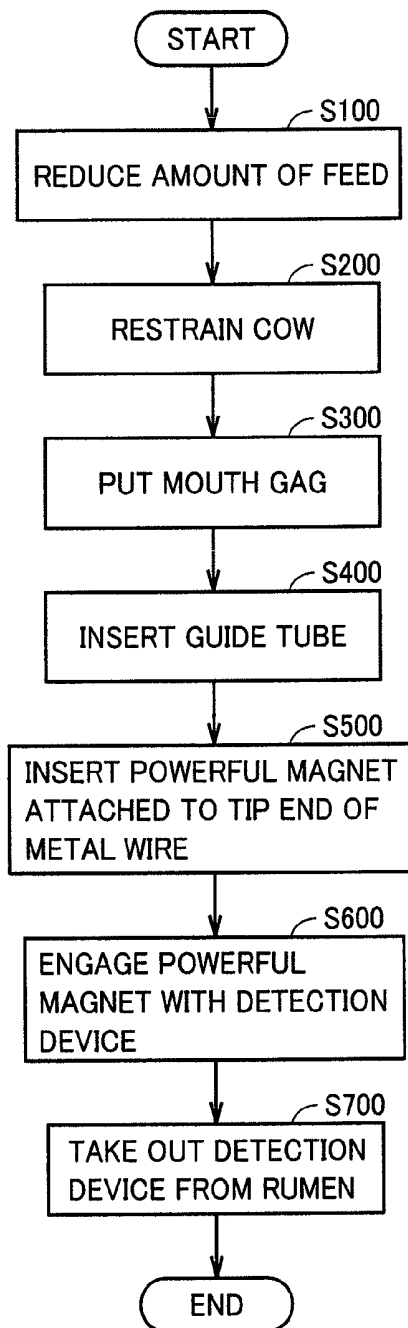 START
S100
REDUCE AMOUNT OF FEED
S200
RESTRAIN COW
S300
PUT MOUTH GAG
S400
INSERT GUIDE TUBE
S500
INSERT POWERFUL MAGNET
ATTACHED TO TIP END OF
METAL WIRE
S600
ENGAGE POWERFUL
MAGNET WITH DETECTION
DEVICE
S700
TAKE OUT DETECTION
DEVICE FROM RUMEN
END